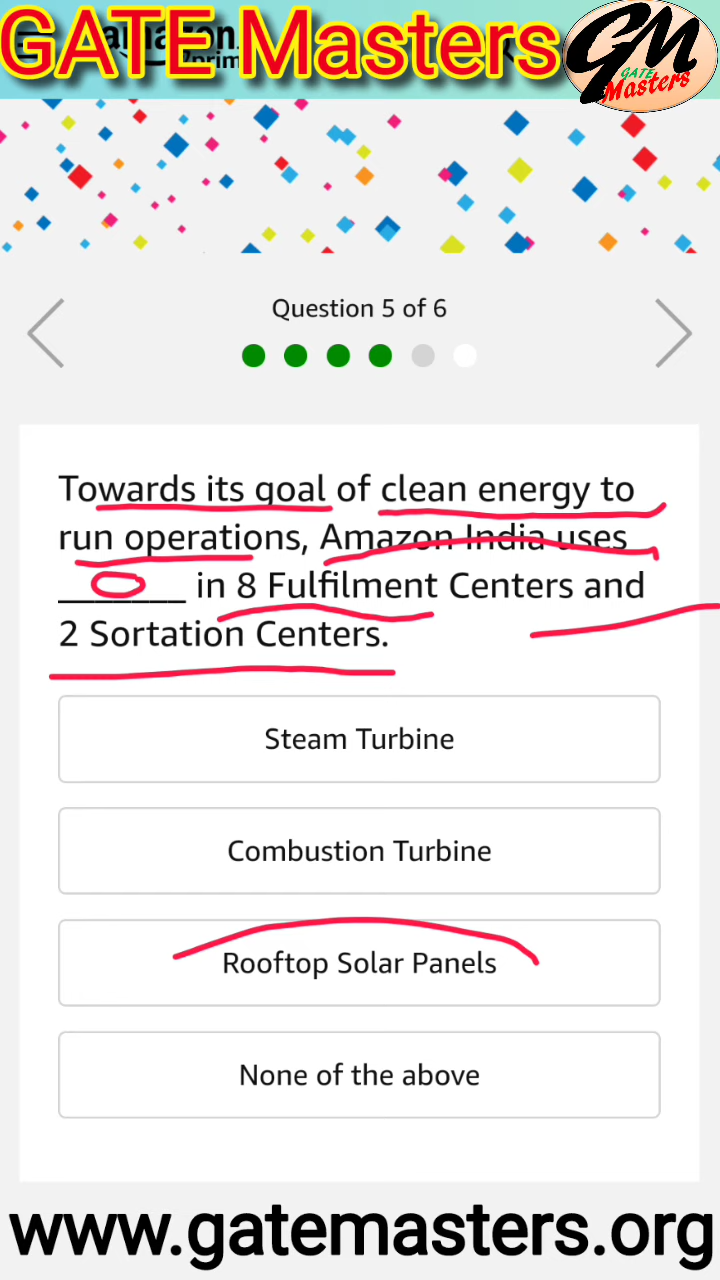 GATE Masters
amazon
prim
GM
GATE
Masters
Question 5 of 6
Towards its goal of clean energy to
run operations, Amazon India uses
_______ in 8 Fulfilment Centers and
2 Sortation Centers.
Steam Turbine
Combustion Turbine
Rooftop Solar Panels
None of the above
www.gatemasters.org